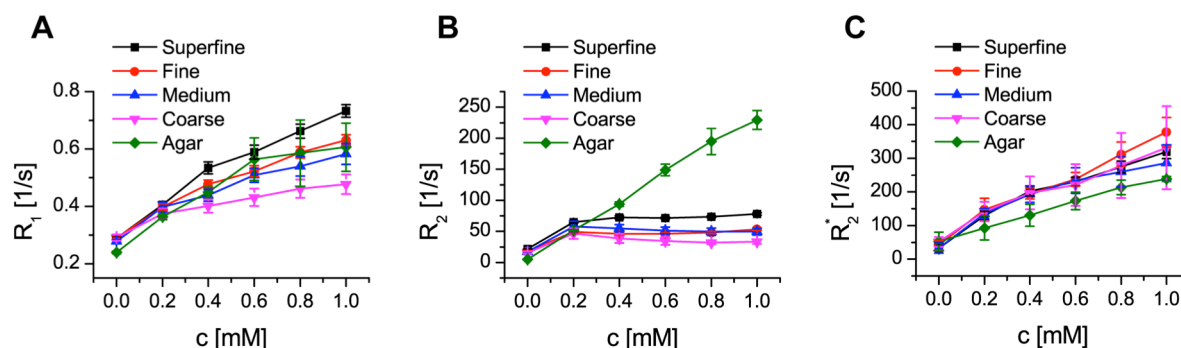 A
Superfine
Fine
Medium
Coarse
Agar
0.8
0.6
0.4
0.2
R1 [1/s]
0.0 0.2 0.4 0.6 0.8 1.0
c [mM]
B
Superfine
Fine
Medium
Coarse
Agar
250
200
150
100
50
0
R2 [1/s]
0.0 0.2 0.4 0.6 0.8 1.0
c [mM]
C
Superfine
Fine
Medium
Coarse
Agar
500
400
300
200
100
0
R2* [1/s]
0.0 0.2 0.4 0.6 0.8 1.0
c [mM]